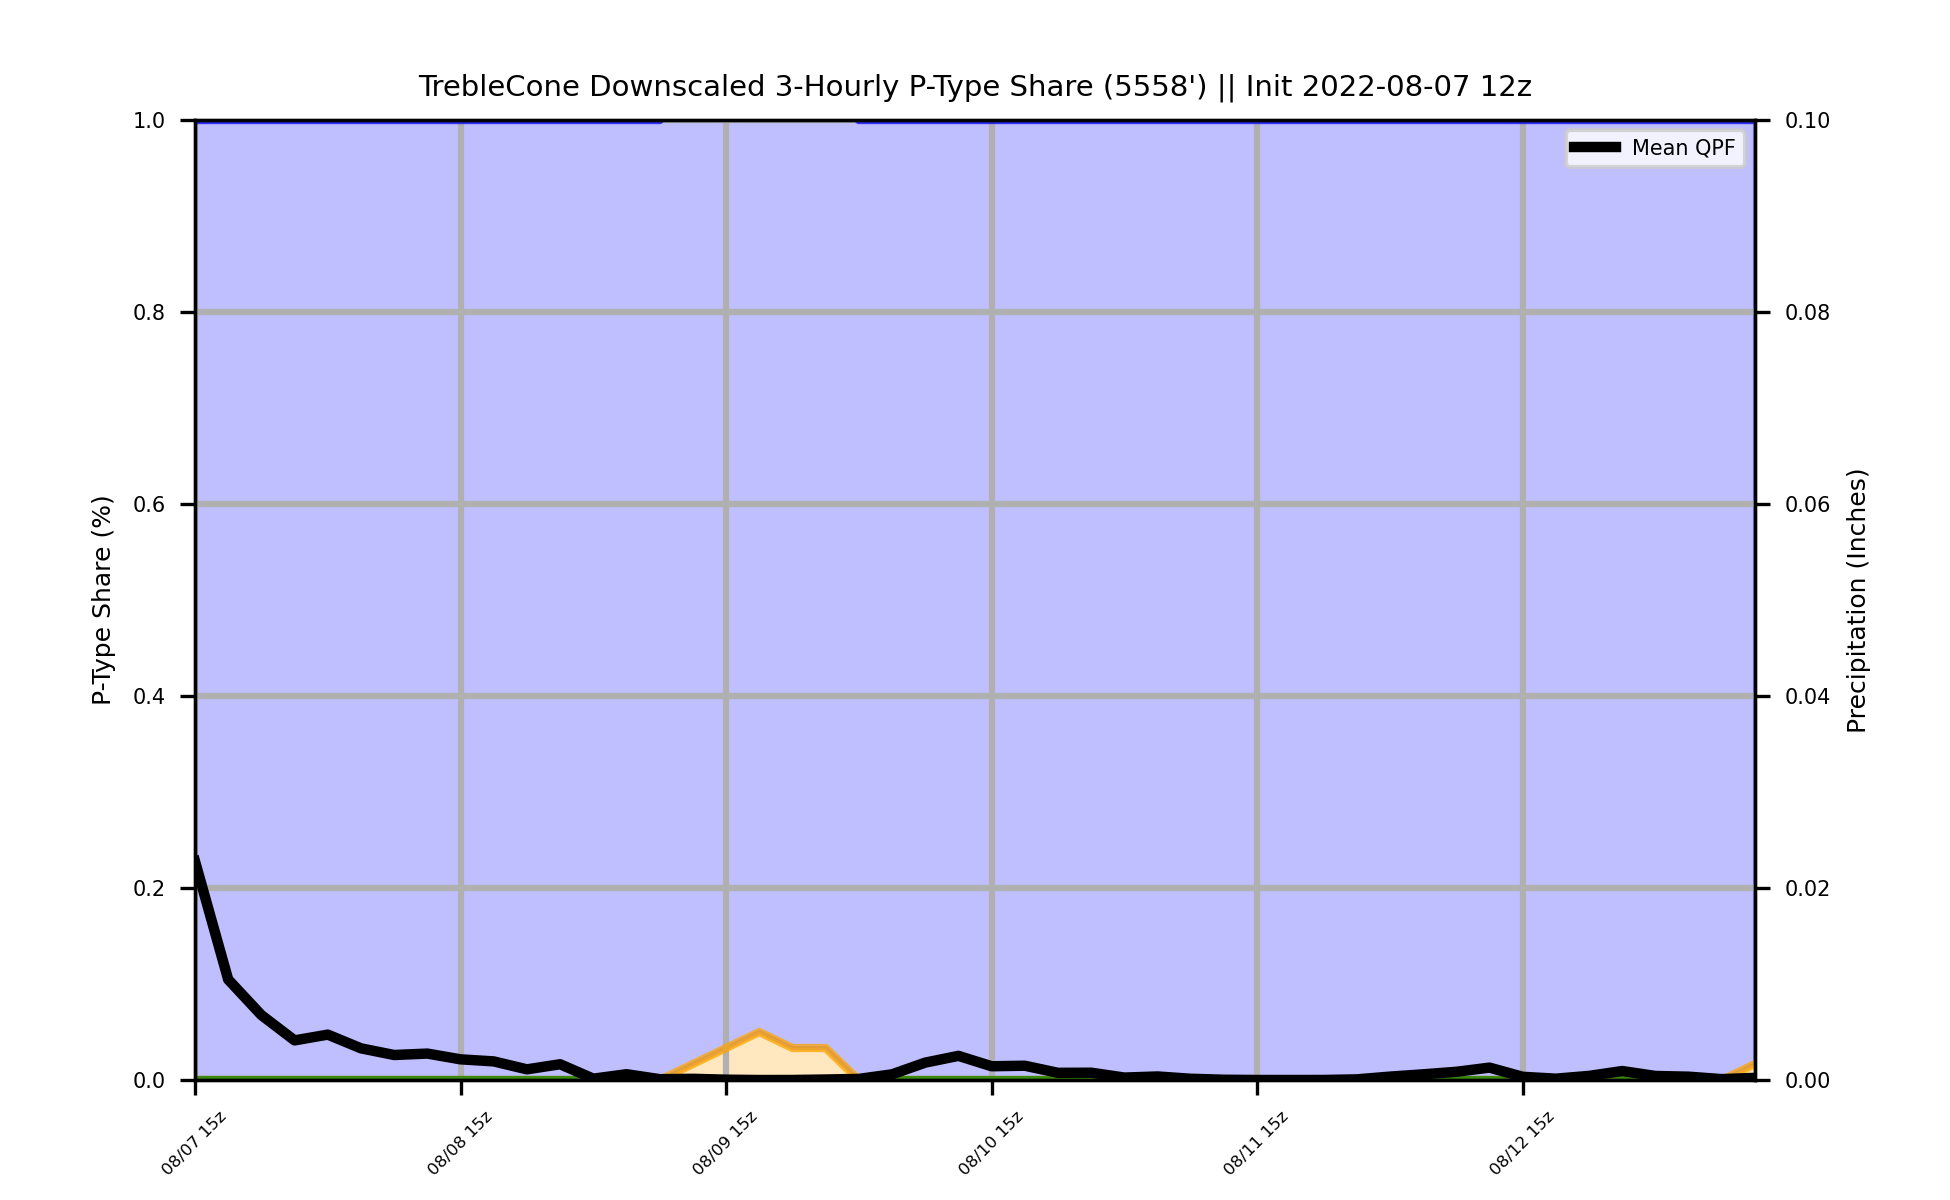 TrebleCone Downscaled 3-Hourly P-Type Share (5558') || Init 2022-08-07 12z
Mean QPF
P-Type Share (%)
1.0
0.8
0.6
0.4
0.2
0.0
0.10
0.08
0.06
0.04
0.02
0.00
Precipitation (Inches)
08/07 15z
08/08 15z
08/09 15z
08/10 15z
08/11 15z
08/12 15z